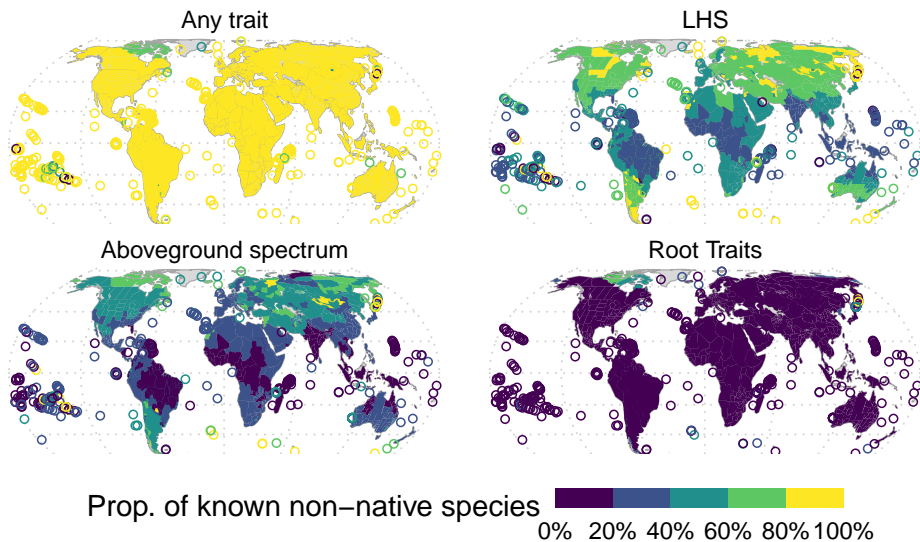 Any trait
LHS
Aboveground spectrum
Root Traits
Prop. of known non−native species
0% 20% 40% 60% 80% 100%